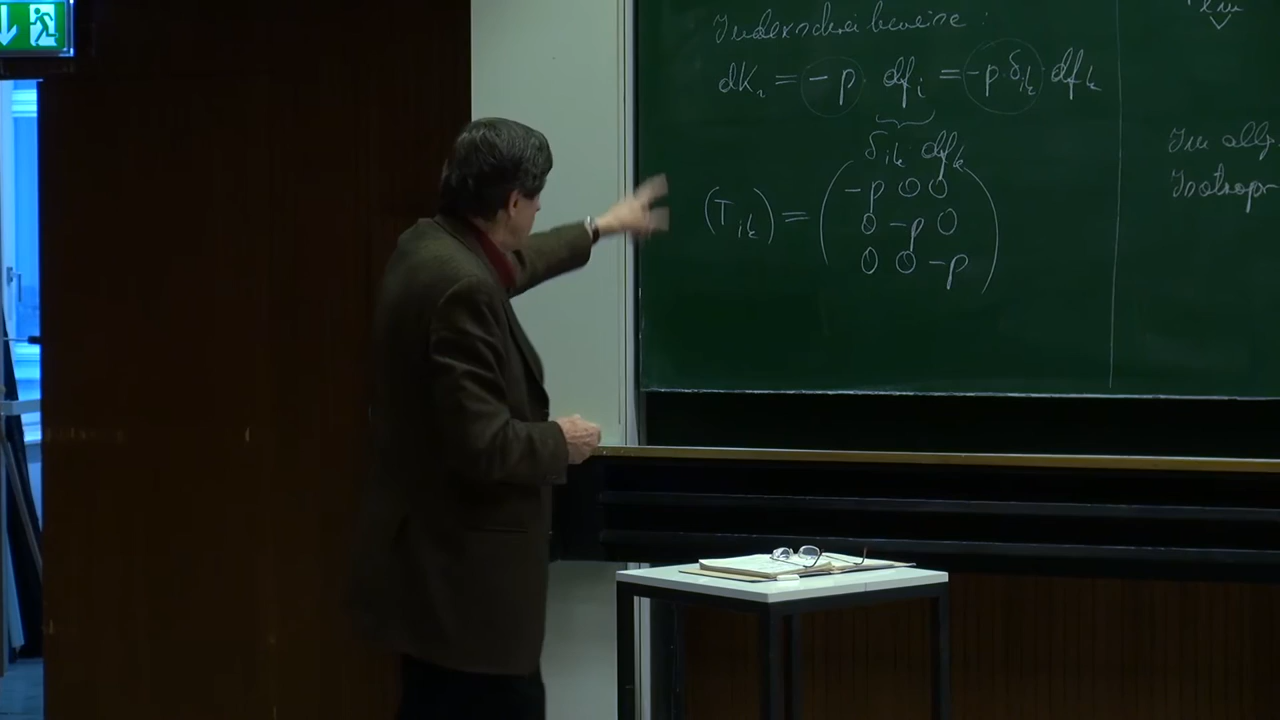 Indexschreibweise:
dK_i = -p df_i = -p·δ_ik df_k
δ_ik df_k
(T_ik) = ( -p 0 0
0 -p 0
0 0 -p )
Im allg
Isotrop